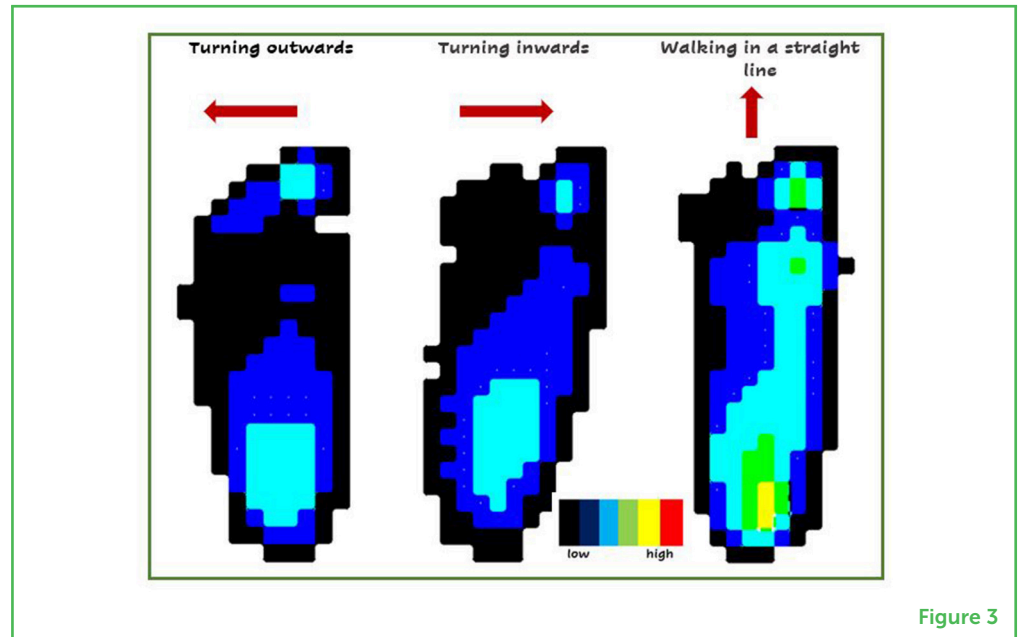 Turning outwards
Turning inwards
Walking in a straight
line
low
high
Figure 3